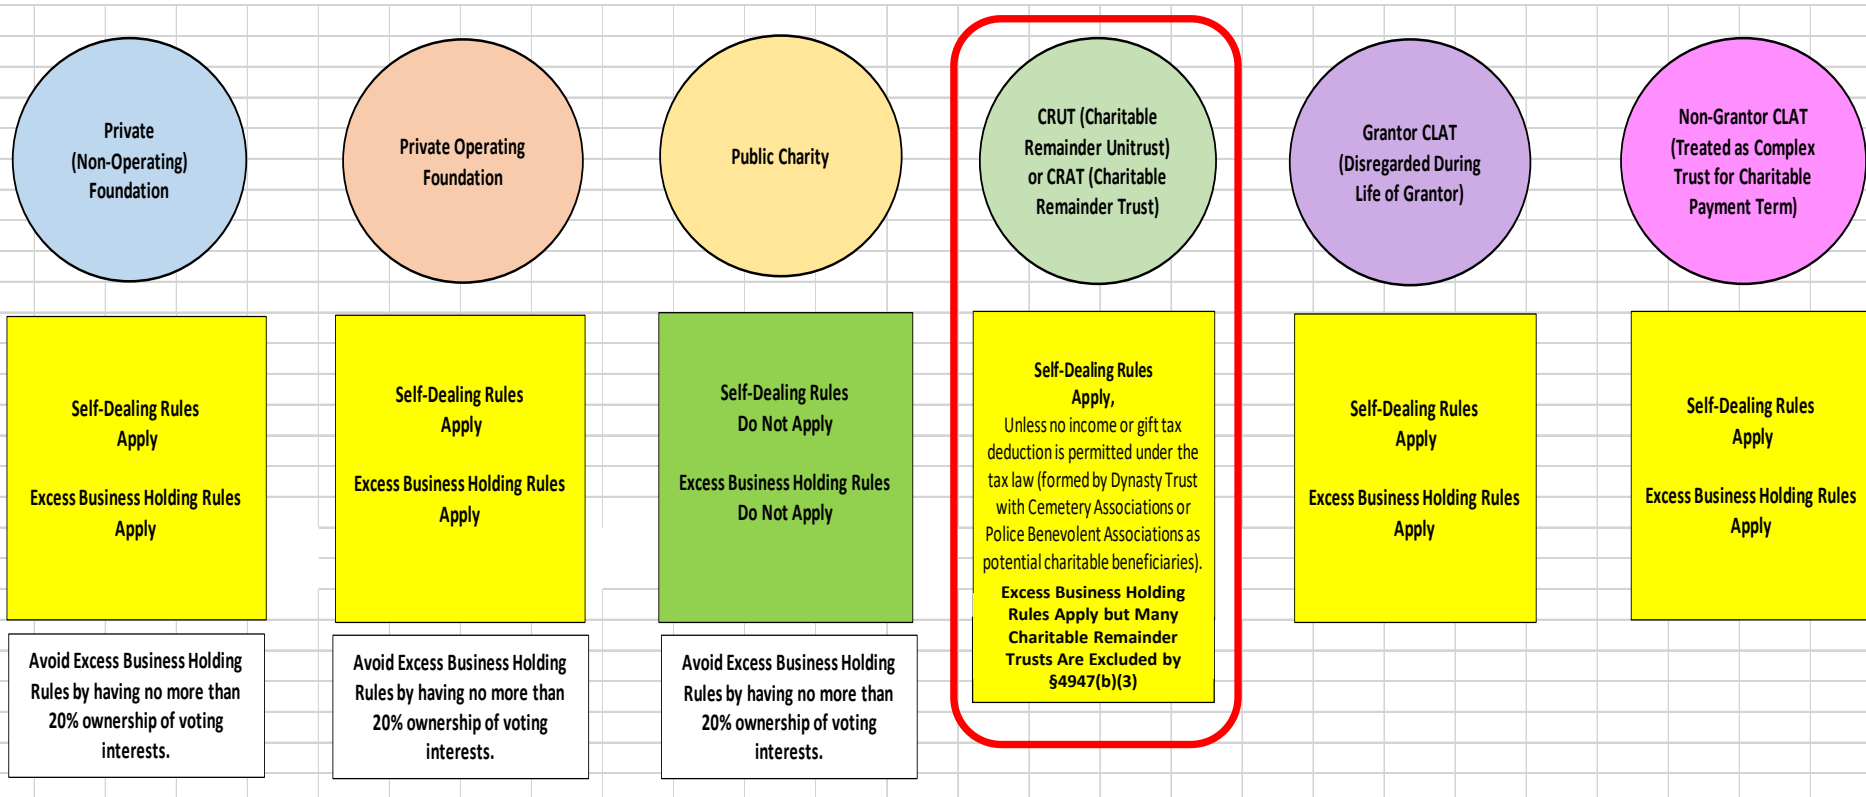 Private
(Non-Operating)
Foundation
Private Operating
Foundation
Public Charity
CRUT (Charitable
Remainder Unitrust)
or CRAT (Charitable
Remainder Trust)
Grantor CLAT
(Disregarded During
Life of Grantor)
Non-Grantor CLAT
(Treated as Complex
Trust for Charitable
Payment Term)
Self-Dealing Rules
Apply
Excess Business Holding Rules
Apply
Self-Dealing Rules
Apply
Excess Business Holding Rules
Apply
Self-Dealing Rules
Do Not Apply
Excess Business Holding Rules
Do Not Apply
Self-Dealing Rules
Apply,
Unless no income or gift tax
deduction is permitted under the
tax law (formed by Dynasty Trust
with Cemetery Associations or
Police Benevolent Associations as
potential charitable beneficiaries).
Excess Business Holding
Rules Apply but Many
Charitable Remainder
Trusts Are Excluded by
§4947(b)(3)
Self-Dealing Rules
Apply
Excess Business Holding Rules
Apply
Self-Dealing Rules
Apply
Excess Business Holding Rules
Apply
Avoid Excess Business Holding
Rules by having no more than
20% ownership of voting
interests.
Avoid Excess Business Holding
Rules by having no more than
20% ownership of voting
interests.
Avoid Excess Business Holding
Rules by having no more than
20% ownership of voting
interests.